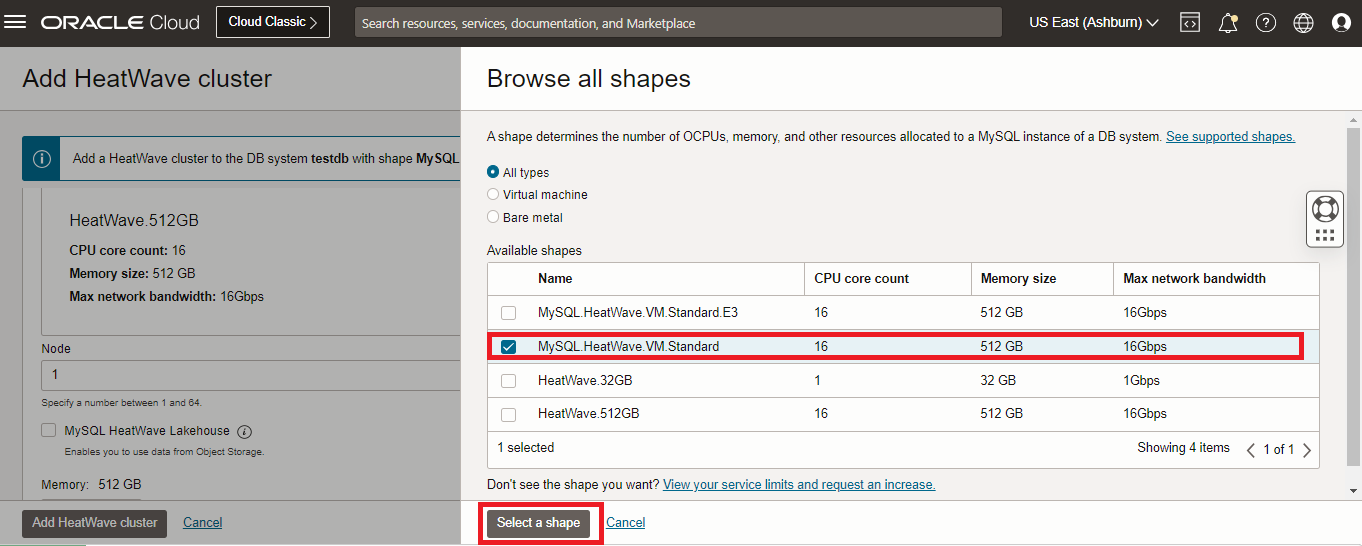 ORACLE Cloud
Cloud Classic
Search resources, services, documentation, and Marketplace
US East (Ashburn)
Add HeatWave cluster
Add a HeatWave cluster to the DB system testdb with shape MySQL
HeatWave.512GB
CPU core count: 16
Memory size: 512 GB
Max network bandwidth: 16Gbps
Node
1
Specify a number between 1 and 64.
MySQL HeatWave Lakehouse
Enables you to use data from Object Storage.
Memory: 512 GB
Add HeatWave cluster Cancel
Browse all shapes
A shape determines the number of OCPUs, memory, and other resources allocated to a MySQL instance of a DB system. See supported shapes.
All types
Virtual machine
Bare metal
Available shapes
Name CPU core count Memory size Max network bandwidth
MySQL.HeatWave.VM.Standard.E3 16 512 GB 16Gbps
MySQL.HeatWave.VM.Standard 16 512 GB 16Gbps
HeatWave.32GB 1 32 GB 1Gbps
HeatWave.512GB 16 512 GB 16Gbps
1 selected Showing 4 items 1 of 1
Don't see the shape you want? View your service limits and request an increase.
Select a shape Cancel